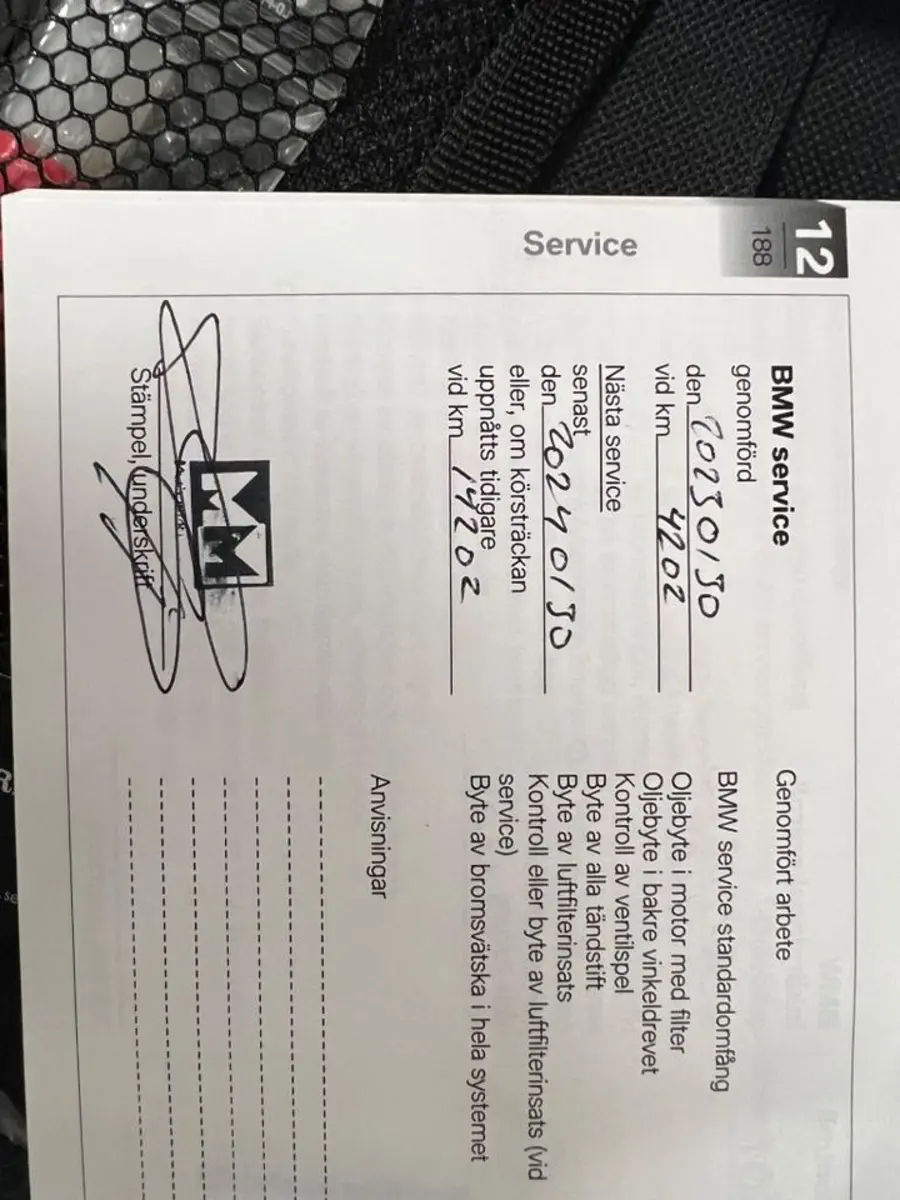 12
188
Service
BMW service
genomförd
den 20230130
vid km 4202
Nästa service
senast
den 20240130
eller, om körsträckan
uppnåtts tidigare
vid km 14202
Stämpel, underskrift
Genomfört arbete
BMW service standardomfång
Oljebyte i motor med filter
Oljebyte i bakre vinkeldrevet
Kontroll av ventilspel
Byte av alla tändstift
Byte av luftfilterinsats
Kontroll eller byte av luftfilterinsats (vid
service)
Byte av bromsvätska i hela systemet
Anvisningar